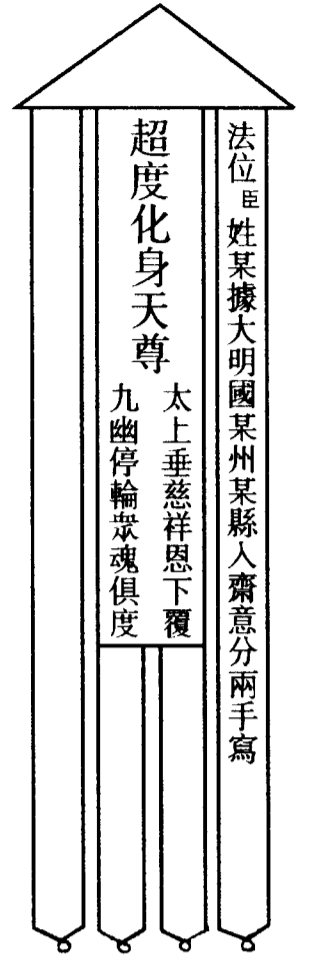 法位臣姓某據大明國某州某縣入齋意分兩手寫
超度化身天尊
太上垂慈祥恩下覆
九幽停輪眾魂俱度